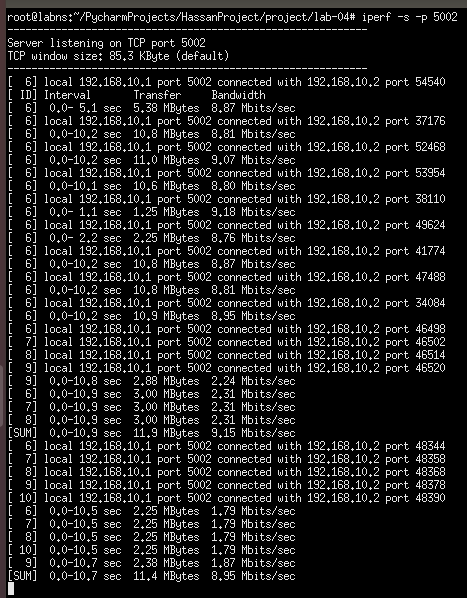 root@labns:~/PycharmProjects/HassanProject/project/lab-04# iperf -s -p 5002
------------------------------------------------------------
Server listening on TCP port 5002
TCP window size: 85.3 KByte (default)
------------------------------------------------------------
[  6] local 192.168.10.1 port 5002 connected with 192.168.10.2 port 54540
[ ID] Interval       Transfer     Bandwidth
[  6]  0.0- 5.1 sec  5.38 MBytes  8.87 Mbits/sec
[  6] local 192.168.10.1 port 5002 connected with 192.168.10.2 port 37176
[  6]  0.0-10.2 sec  10.8 MBytes  8.81 Mbits/sec
[  6] local 192.168.10.1 port 5002 connected with 192.168.10.2 port 52468
[  6]  0.0-10.2 sec  11.0 MBytes  9.07 Mbits/sec
[  6] local 192.168.10.1 port 5002 connected with 192.168.10.2 port 53954
[  6]  0.0-10.1 sec  10.6 MBytes  8.80 Mbits/sec
[  6] local 192.168.10.1 port 5002 connected with 192.168.10.2 port 38110
[  6]  0.0- 1.1 sec  1.25 MBytes  9.18 Mbits/sec
[  6] local 192.168.10.1 port 5002 connected with 192.168.10.2 port 49624
[  6]  0.0- 2.2 sec  2.25 MBytes  8.76 Mbits/sec
[  6] local 192.168.10.1 port 5002 connected with 192.168.10.2 port 41774
[  6]  0.0-10.2 sec  10.8 MBytes  8.87 Mbits/sec
[  6] local 192.168.10.1 port 5002 connected with 192.168.10.2 port 47488
[  6]  0.0-10.2 sec  10.8 MBytes  8.81 Mbits/sec
[  6] local 192.168.10.1 port 5002 connected with 192.168.10.2 port 34084
[  6]  0.0-10.2 sec  10.9 MBytes  8.95 Mbits/sec
[  6] local 192.168.10.1 port 5002 connected with 192.168.10.2 port 46498
[  7] local 192.168.10.1 port 5002 connected with 192.168.10.2 port 46502
[  8] local 192.168.10.1 port 5002 connected with 192.168.10.2 port 46514
[  9] local 192.168.10.1 port 5002 connected with 192.168.10.2 port 46520
[  9]  0.0-10.8 sec  2.88 MBytes  2.24 Mbits/sec
[  6]  0.0-10.9 sec  3.00 MBytes  2.31 Mbits/sec
[  7]  0.0-10.9 sec  3.00 MBytes  2.31 Mbits/sec
[  8]  0.0-10.9 sec  3.00 MBytes  2.31 Mbits/sec
[SUM]  0.0-10.9 sec  11.9 MBytes  9.15 Mbits/sec
[  6] local 192.168.10.1 port 5002 connected with 192.168.10.2 port 48344
[  7] local 192.168.10.1 port 5002 connected with 192.168.10.2 port 48358
[  8] local 192.168.10.1 port 5002 connected with 192.168.10.2 port 48368
[  9] local 192.168.10.1 port 5002 connected with 192.168.10.2 port 48378
[ 10] local 192.168.10.1 port 5002 connected with 192.168.10.2 port 48390
[  6]  0.0-10.5 sec  2.25 MBytes  1.79 Mbits/sec
[  7]  0.0-10.5 sec  2.25 MBytes  1.79 Mbits/sec
[  8]  0.0-10.5 sec  2.25 MBytes  1.79 Mbits/sec
[ 10]  0.0-10.5 sec  2.25 MBytes  1.79 Mbits/sec
[  9]  0.0-10.7 sec  2.38 MBytes  1.87 Mbits/sec
[SUM]  0.0-10.7 sec  11.4 MBytes  8.95 Mbits/sec